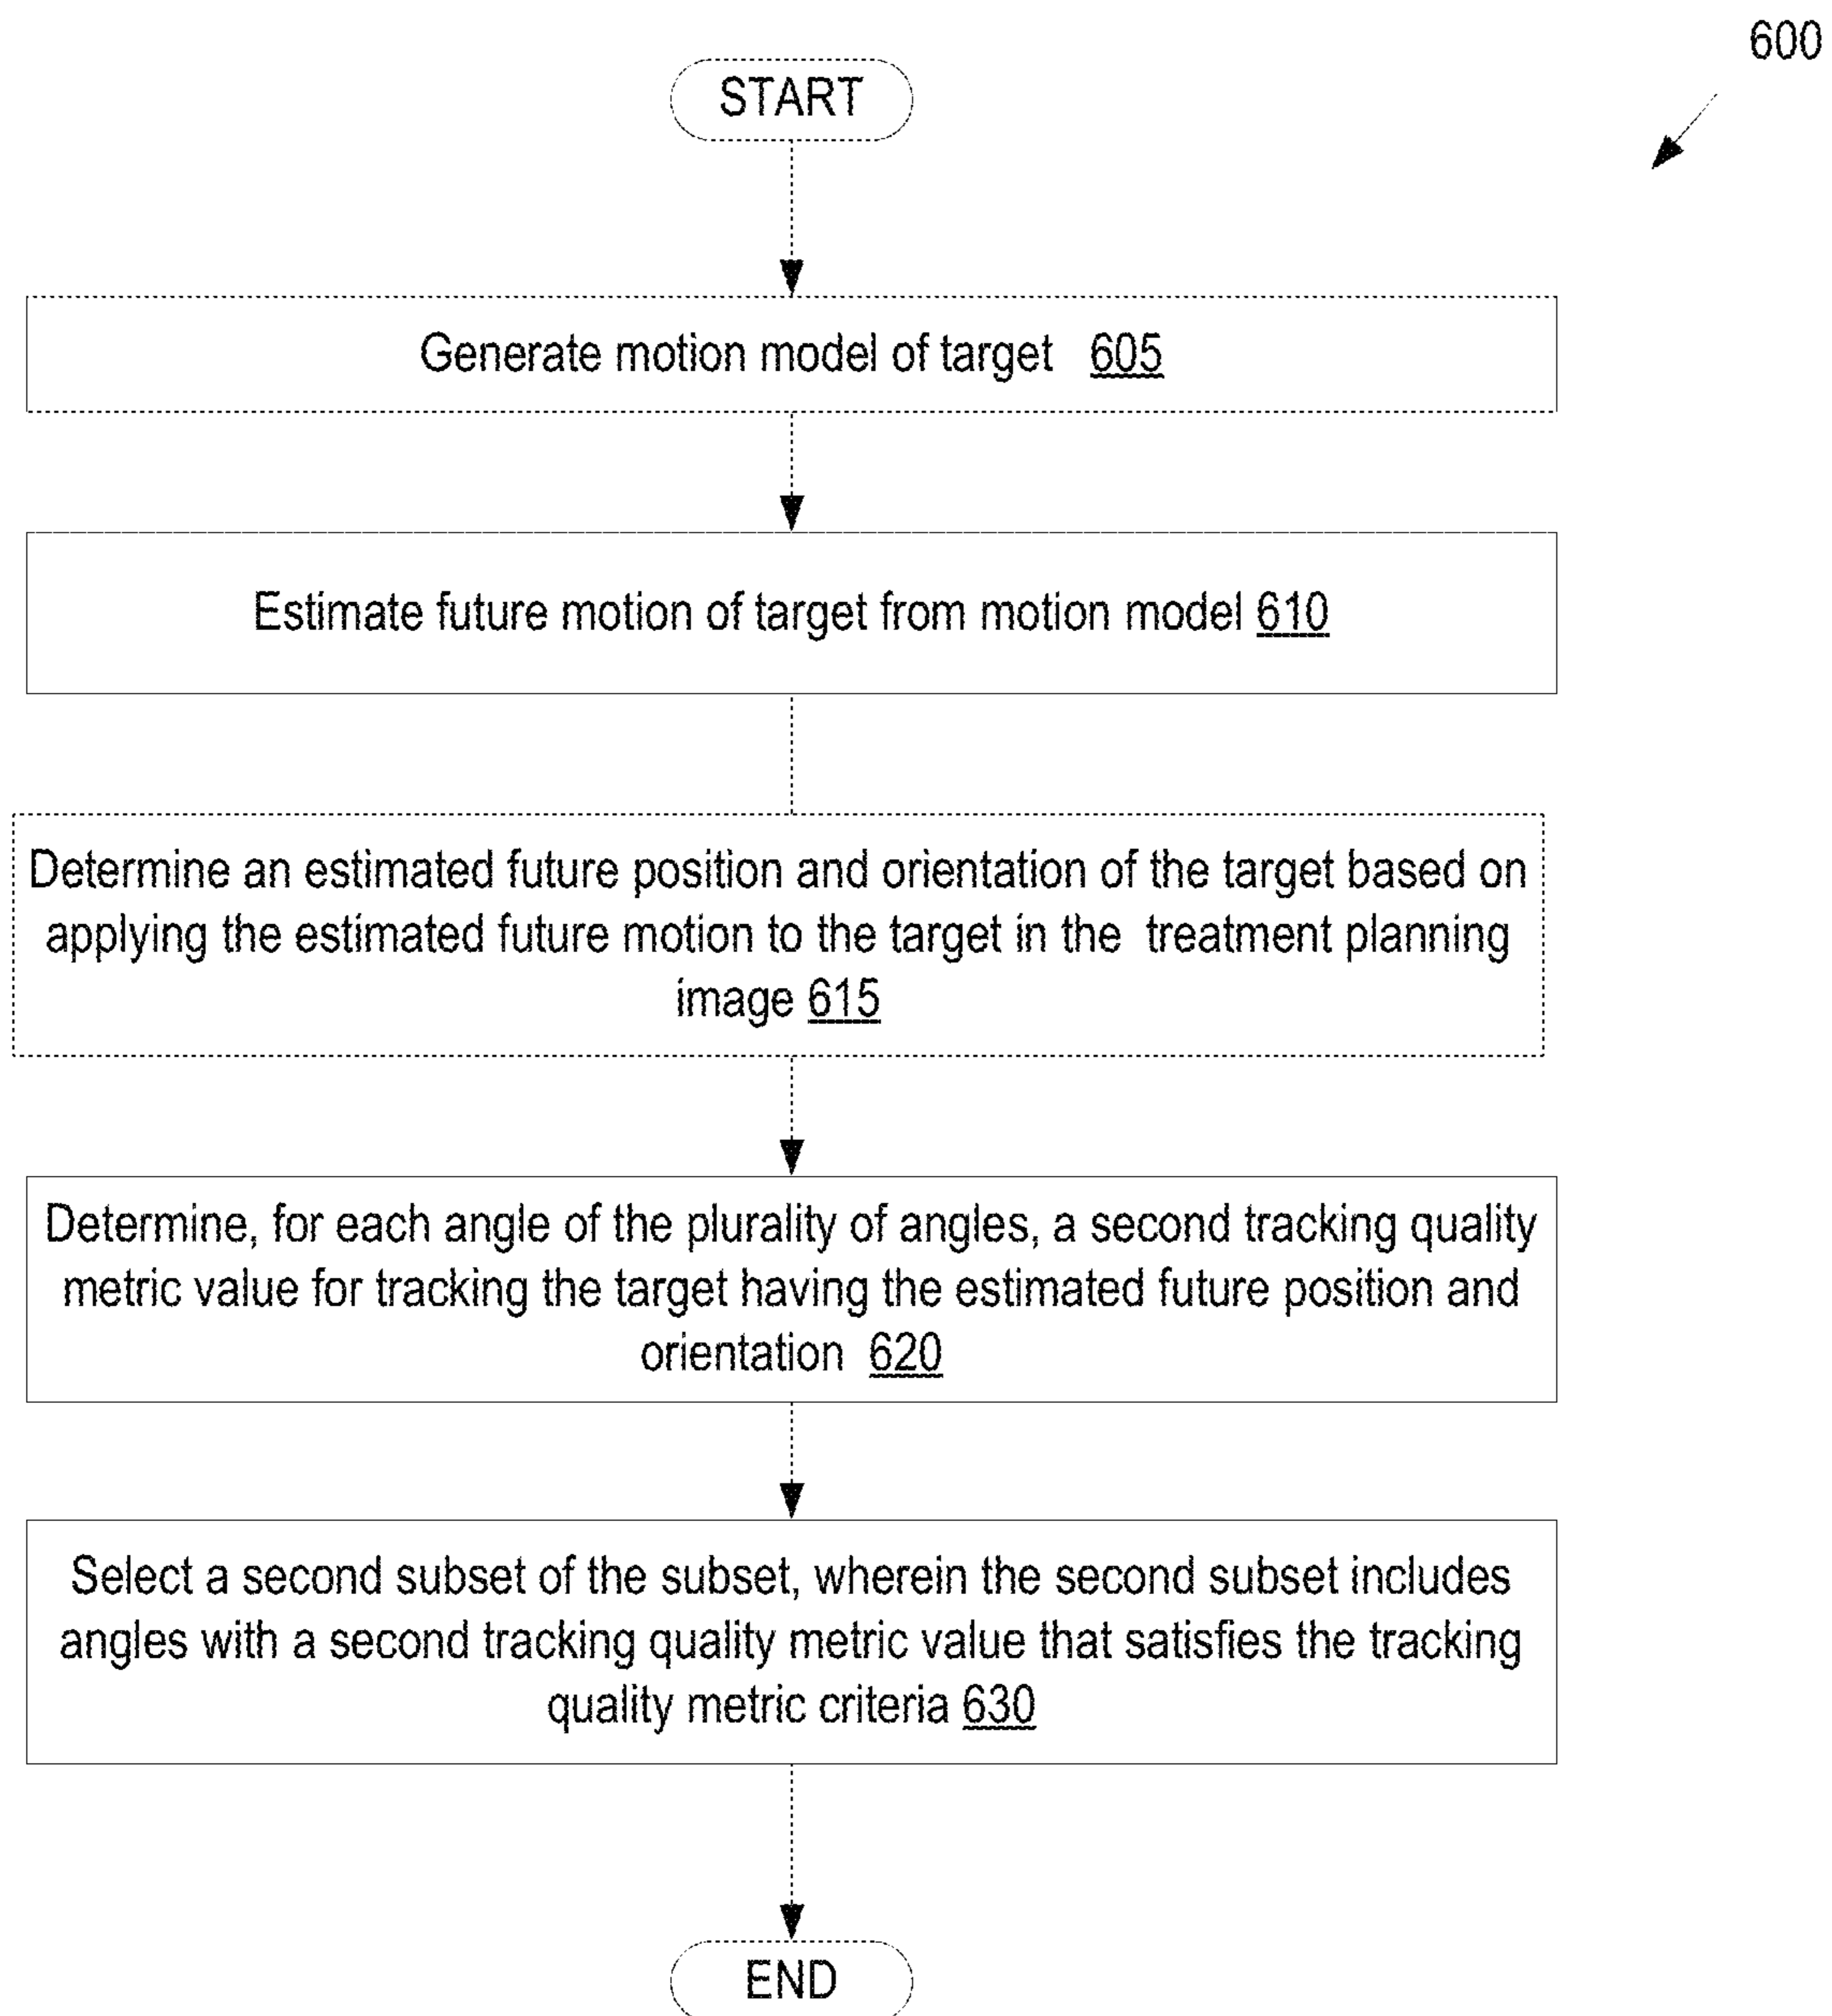 600
START
Generate motion model of target 605
Estimate future motion of target from motion model 610
Determine an estimated future position and orientation of the target based on
applying the estimated future motion to the target in the treatment planning
image 615
Determine, for each angle of the plurality of angles, a second tracking quality
metric value for tracking the target having the estimated future position and
orientation 620
Select a second subset of the subset, wherein the second subset includes
angles with a second tracking quality metric value that satisfies the tracking
quality metric criteria 630
END